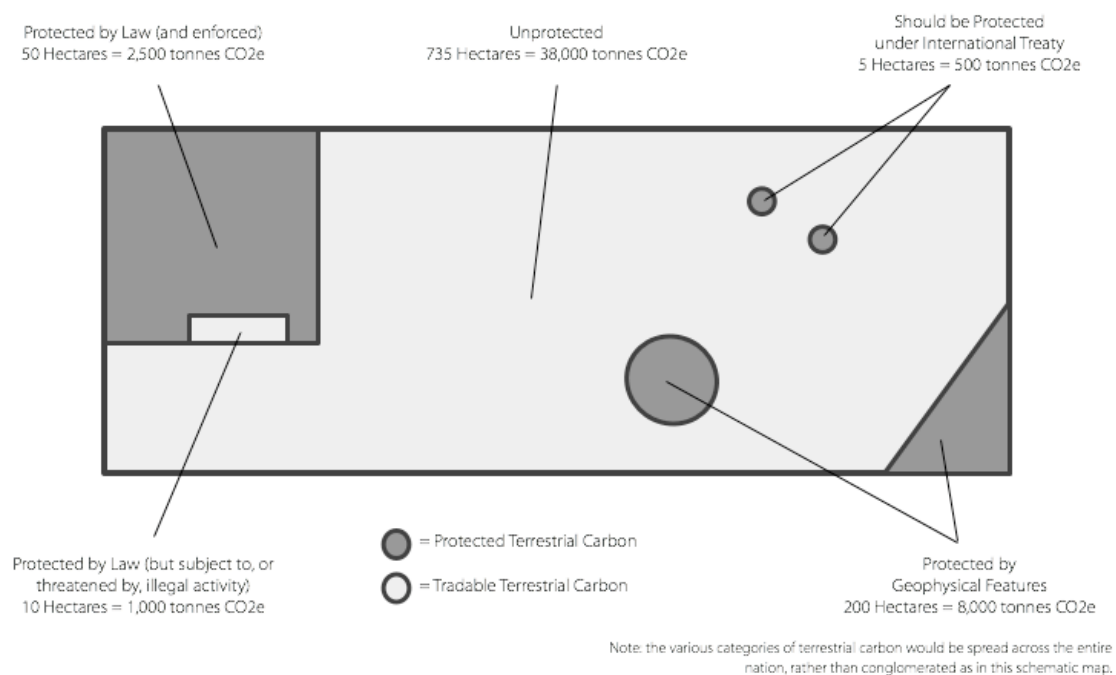 Protected by Law (and enforced)
50 Hectares = 2,500 tonnes CO2e
Unprotected
735 Hectares = 38,000 tonnes CO2e
Should be Protected
under International Treaty
5 Hectares = 500 tonnes CO2e
Protected by Law (but subject to, or
threatened by, illegal activity)
10 Hectares = 1,000 tonnes CO2e
= Protected Terrestrial Carbon
= Tradable Terrestrial Carbon
Protected by
Geophysical Features
200 Hectares = 8,000 tonnes CO2e
Note: the various categories of terrestrial carbon would be spread across the entire
nation, rather than conglomerated as in this schematic map.